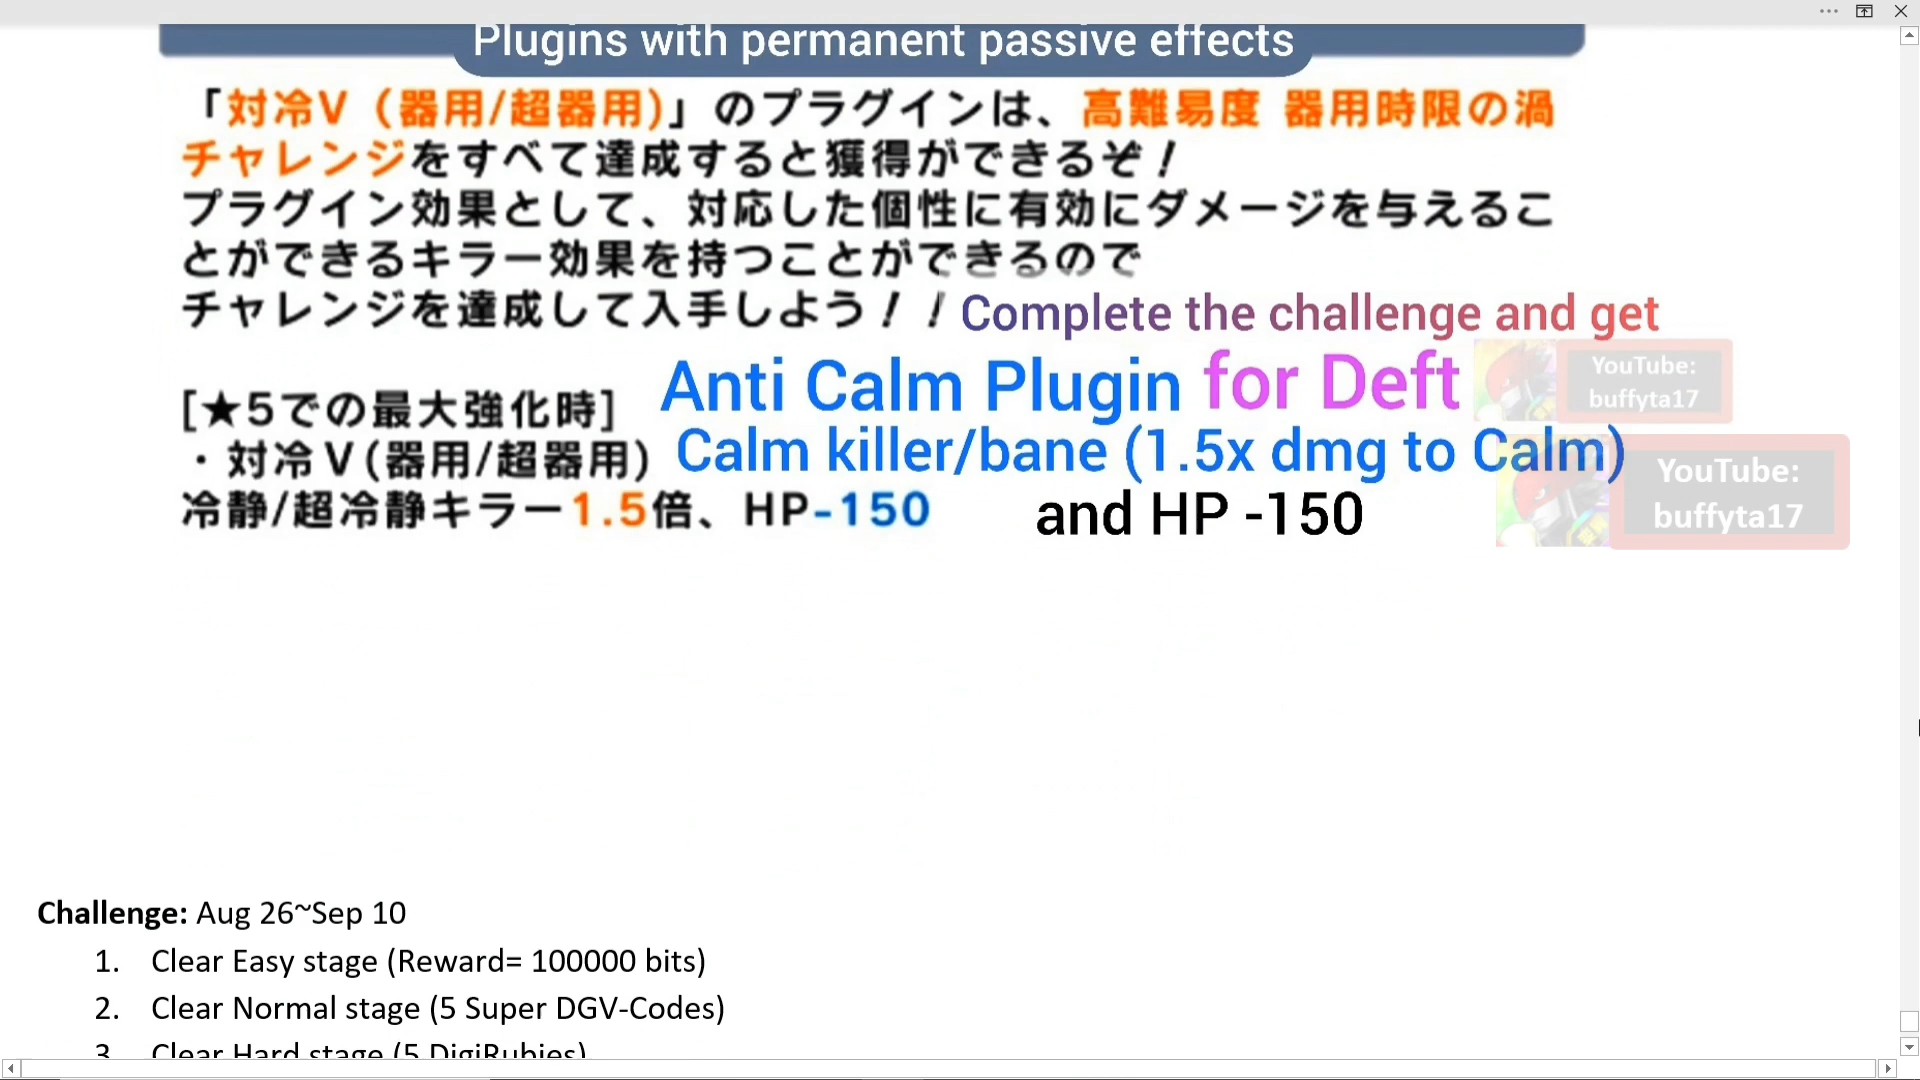 Plugins with permanent passive effects
「対冷V（器用/超器用)」のプラグインは、高難易度 器用時限の渦
チャレンジをすべて達成すると獲得ができるぞ！
プラグイン効果として、対応した個性に有効にダメージを与えるこ
とができるキラー効果を持つことができるので
チャレンジを達成して入手しよう！！ Complete the challenge and get
Anti Calm Plugin for Deft
YouTube:
buffyta17
[★5での最大強化時]
・対冷V(器用/超器用) Calm killer/bane (1.5x dmg to Calm)
冷静/超冷静キラー1.5倍、HP-150 and HP -150
YouTube:
buffyta17
Challenge: Aug 26~Sep 10
1. Clear Easy stage (Reward= 100000 bits)
2. Clear Normal stage (5 Super DGV-Codes)
3. Clear Hard stage (5 DigiRubies)